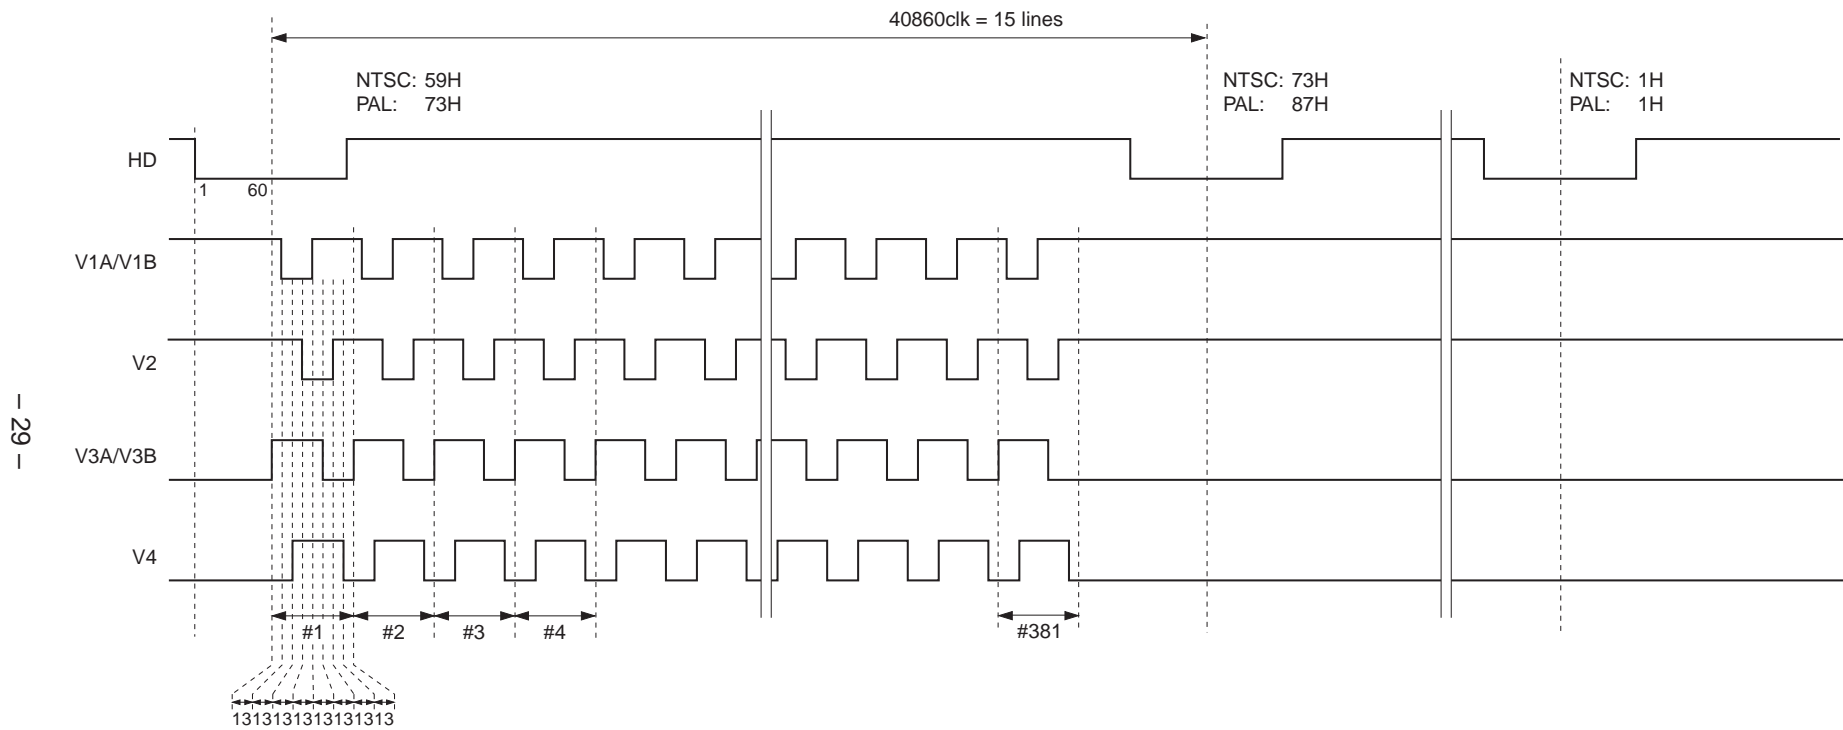 40860clk = 15 lines
NTSC: 59H
PAL: 73H
NTSC: 73H
PAL: 87H
NTSC: 1H
PAL: 1H
HD
1 60
V1A/V1B
V2
V3A/V3B
V4
#1 #2 #3 #4 #381
1313131313131313
– 29 –